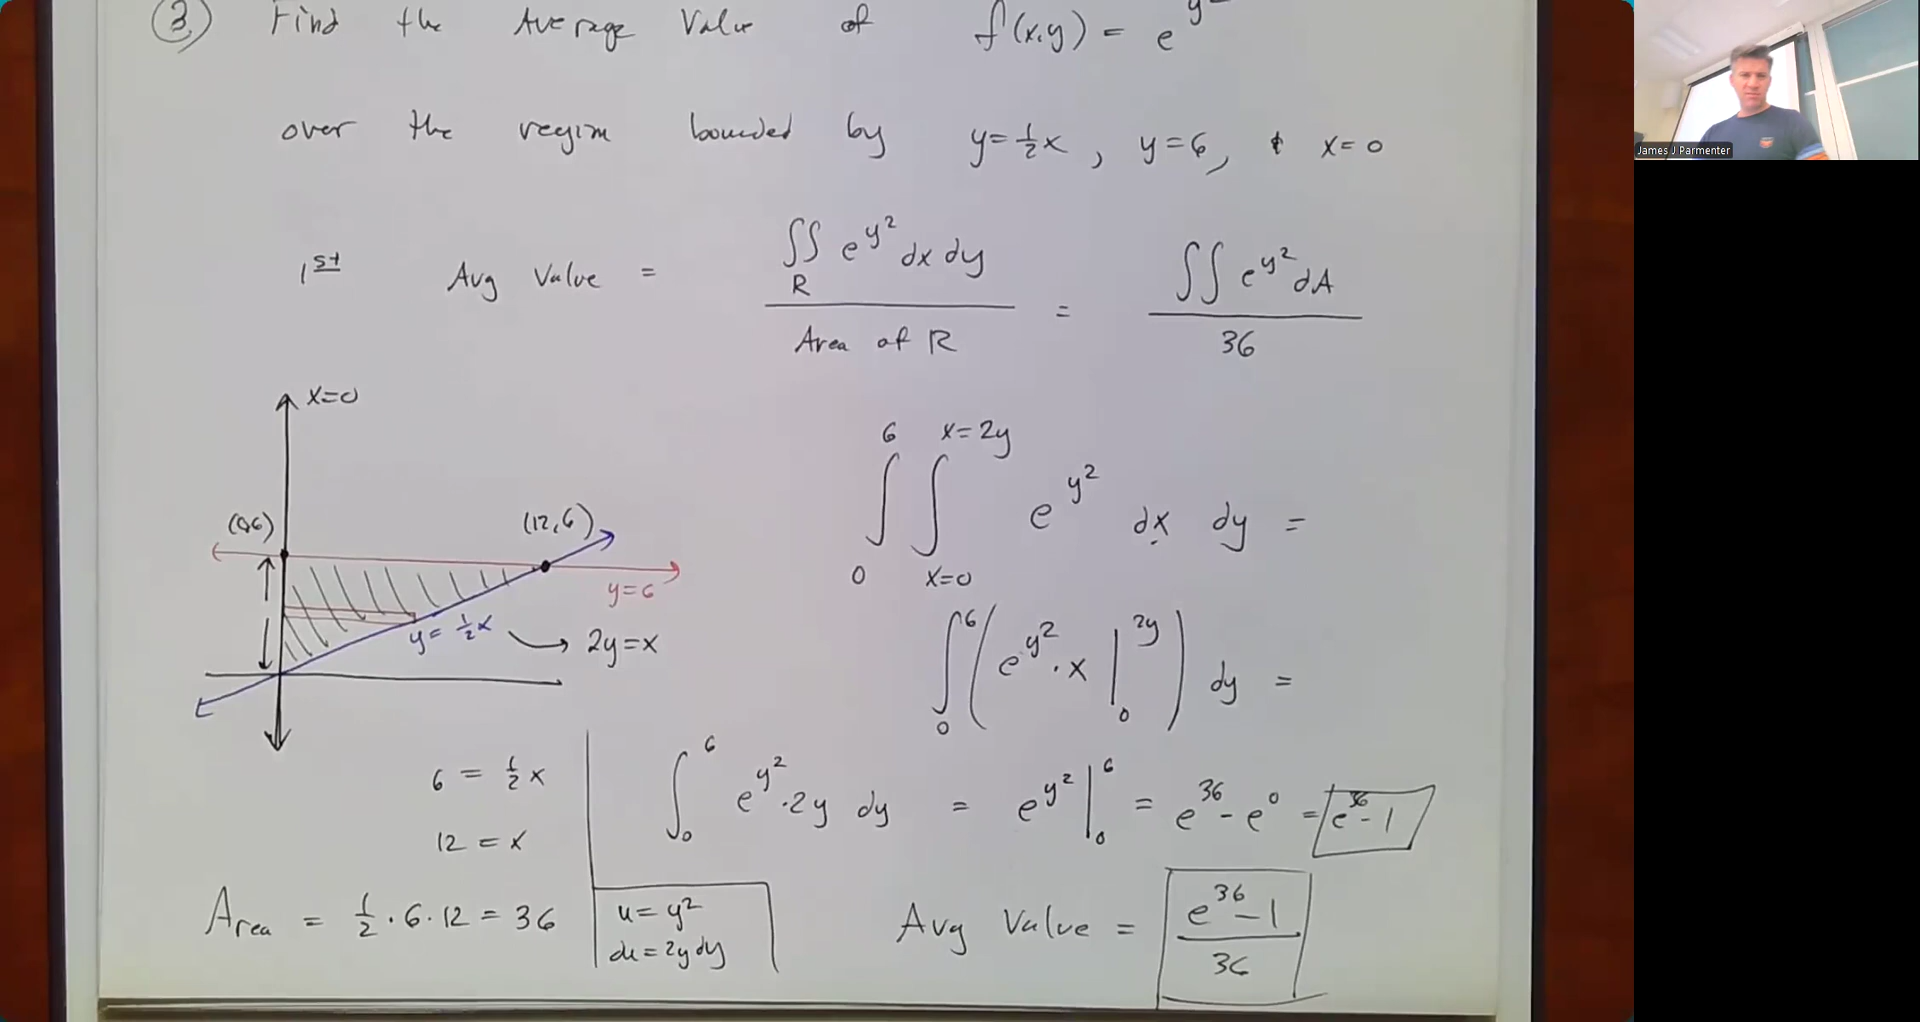 ③ Find the Average Value of f(x,y) = e^y²
over the region bounded by y=½x, y=6, & x=0
1st Avg Value = ∬_R e^y² dx dy / Area of R = ∬ e^y² dA / 36
x=0
(0,6)
(12,6)
y=6
y=½x → 2y=x
∫_0^6 ∫_{x=0}^{x=2y} e^y² dx dy =
∫_0^6 (e^y² · x |_0^2y) dy =
6 = ½x
12 = x
Area = ½ · 6 · 12 = 36
∫_0^6 e^y² · 2y dy = e^y² |_0^6 = e^36 - e^0 = e^36 - 1
u = y²
du = 2y dy
Avg Value = e^36 - 1 / 36
James J Parmenter